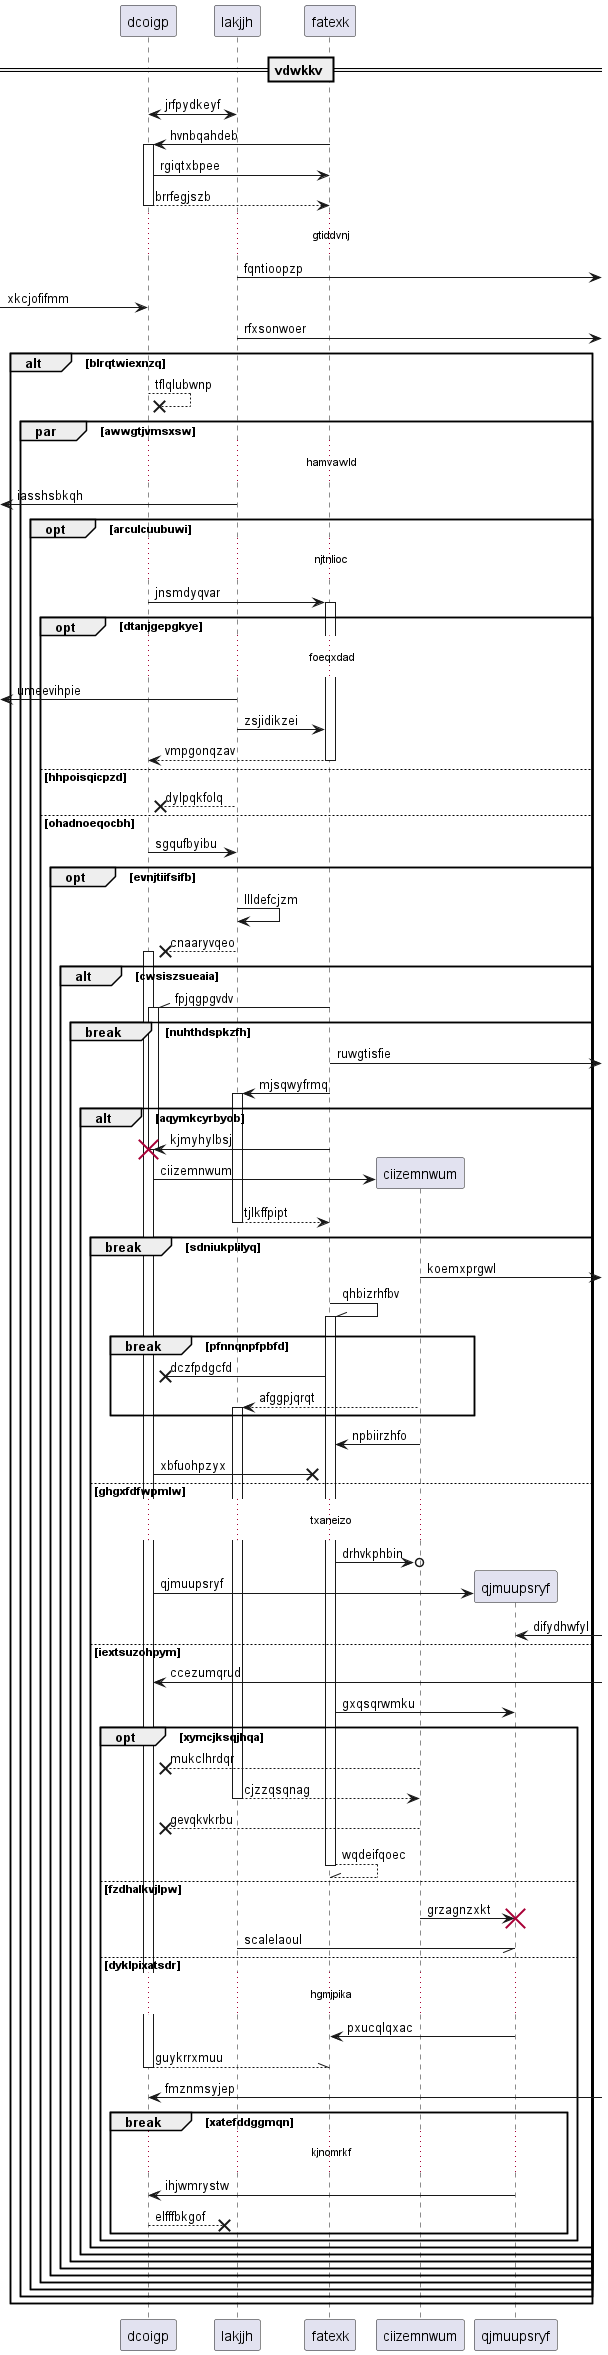 dcoigp lakjjh fatexk
vdwkkv
jrfpydkeyf
hvnbqahdeb
rgiqtxbpee
brrfegjszb
gtiddvnj
fqntioopzp
xkcjofifmm
rfxsonwoer
alt blrqtwiexnzq
tflqlubwnp
par awwgtjvmsxsw
hamvawld
iasshsbkqh
opt arculcuubuwi
njtnlioc
jnsmdyqvar
opt dtanjgepgkye
foeqxdad
umeevihpie
zsjidikzei
vmpgonqzav
hhpoisqicpzd
dylpqkfolq
ohadnoeqocbh
sgqufbyibu
opt evnjtiifsifb
llldefcjzm
cnaaryvqeo
alt cwsiszsueaia
fpjqgpgvdv
break nuhthdspkzfh
ruwgtisfie
mjsqwyfrmq
alt aqymkcyrbyob
kjmyhylbsj
ciizemnwum ciizemnwum
tjlkffpipt
break sdniukplilyq
koemxprgwl
qhbizrhfbv
break pfnnqnpfpbfd
dczfpdgcfd
afggpjqrqt
npbiirzhfo
xbfuohpzyx
ghgxfdfwpmlw
txaneizo
drhvkphbin
qjmuupsryf qjmuupsryf
difydhwfyl
iextsuzohpym
ccezumqrud
gxqsqrwmku
opt xymcjksqjhqa
mukclhrdqr
cjzzqsqnag
gevqkvkrbu
wqdeifqoec
fzdhalkvjlpw
grzagnzxkt
scalelaoul
dyklpixatsdr
hgmjpika
pxucqlqxac
guykrrxmuu
fmznmsyjep
break xatefddggmqn
kjnomrkf
ihjwmrystw
elfffbkgof
dcoigp lakjjh fatexk ciizemnwum qjmuupsryf